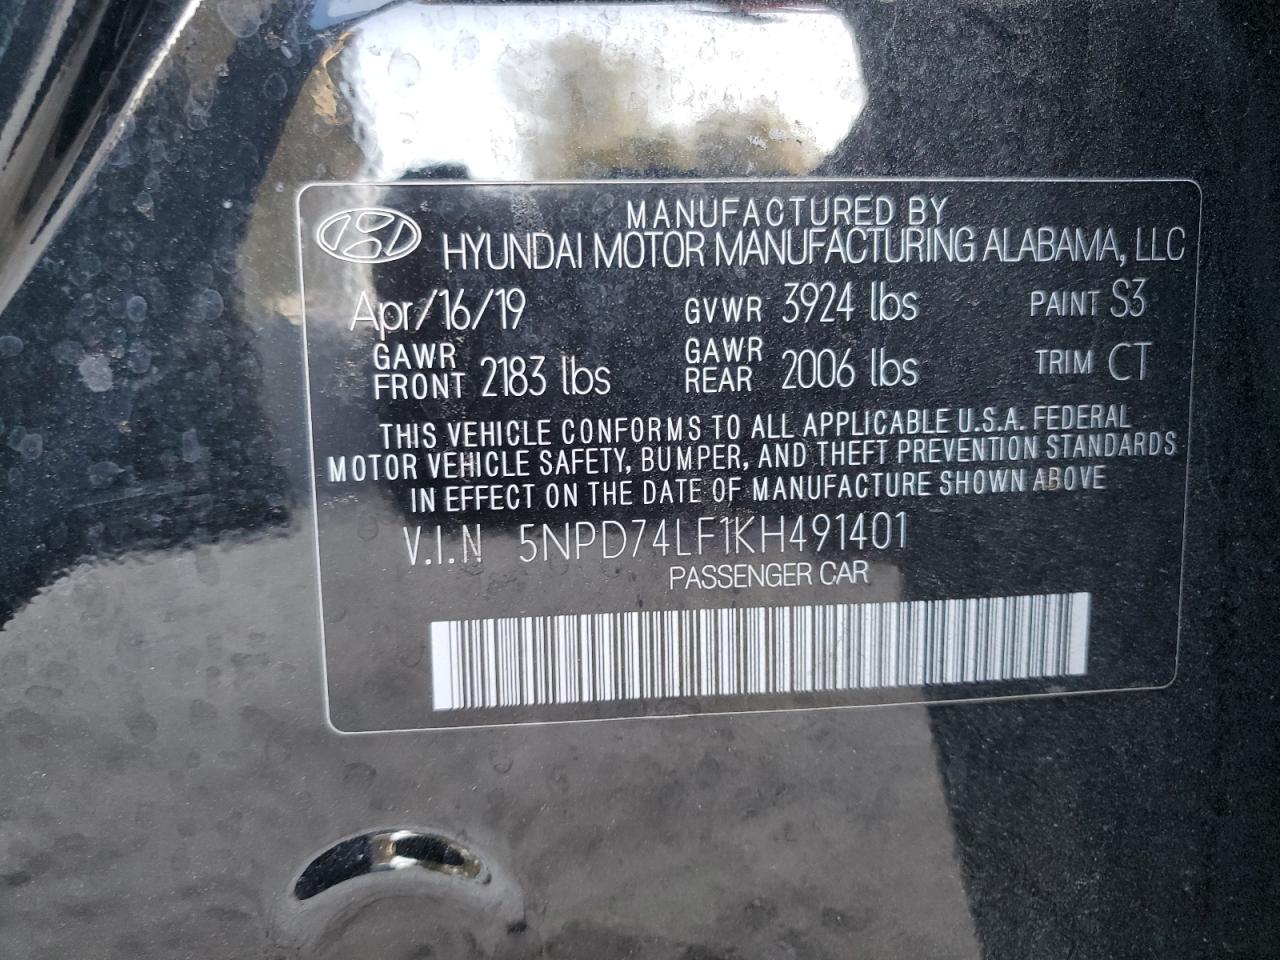 MANUFACTURED BY
HYUNDAI MOTOR MANUFACTURING ALABAMA, LLC
Apr/16/19 GVWR 3924 lbs PAINT S3
GAWR FRONT 2183 lbs GAWR REAR 2006 lbs TRIM CT
THIS VEHICLE CONFORMS TO ALL APPLICABLE U.S.A. FEDERAL
MOTOR VEHICLE SAFETY, BUMPER, AND THEFT PREVENTION STANDARDS
IN EFFECT ON THE DATE OF MANUFACTURE SHOWN ABOVE
V.I.N 5NPD74LF1KH491401
PASSENGER CAR